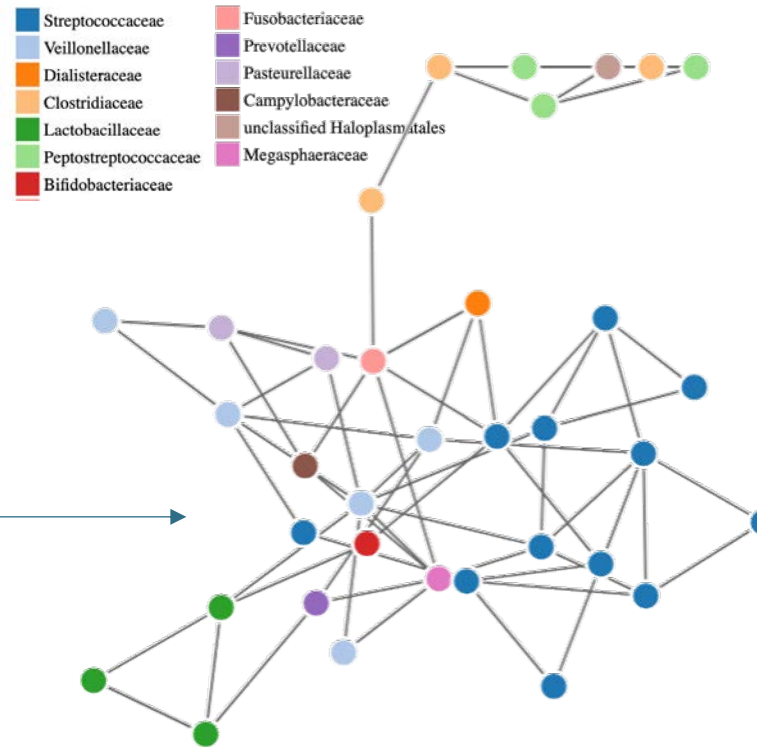 Streptococcaceae
Veillonellaceae
Dialisteraceae
Clostridiaceae
Lactobacillaceae
Peptostreptococcaceae
Bifidobacteriaceae
Fusobacteriaceae
Prevotellaceae
Pasteurellaceae
Campylobacteraceae
unclassified Haloplasmatales
Megasphaeraceae